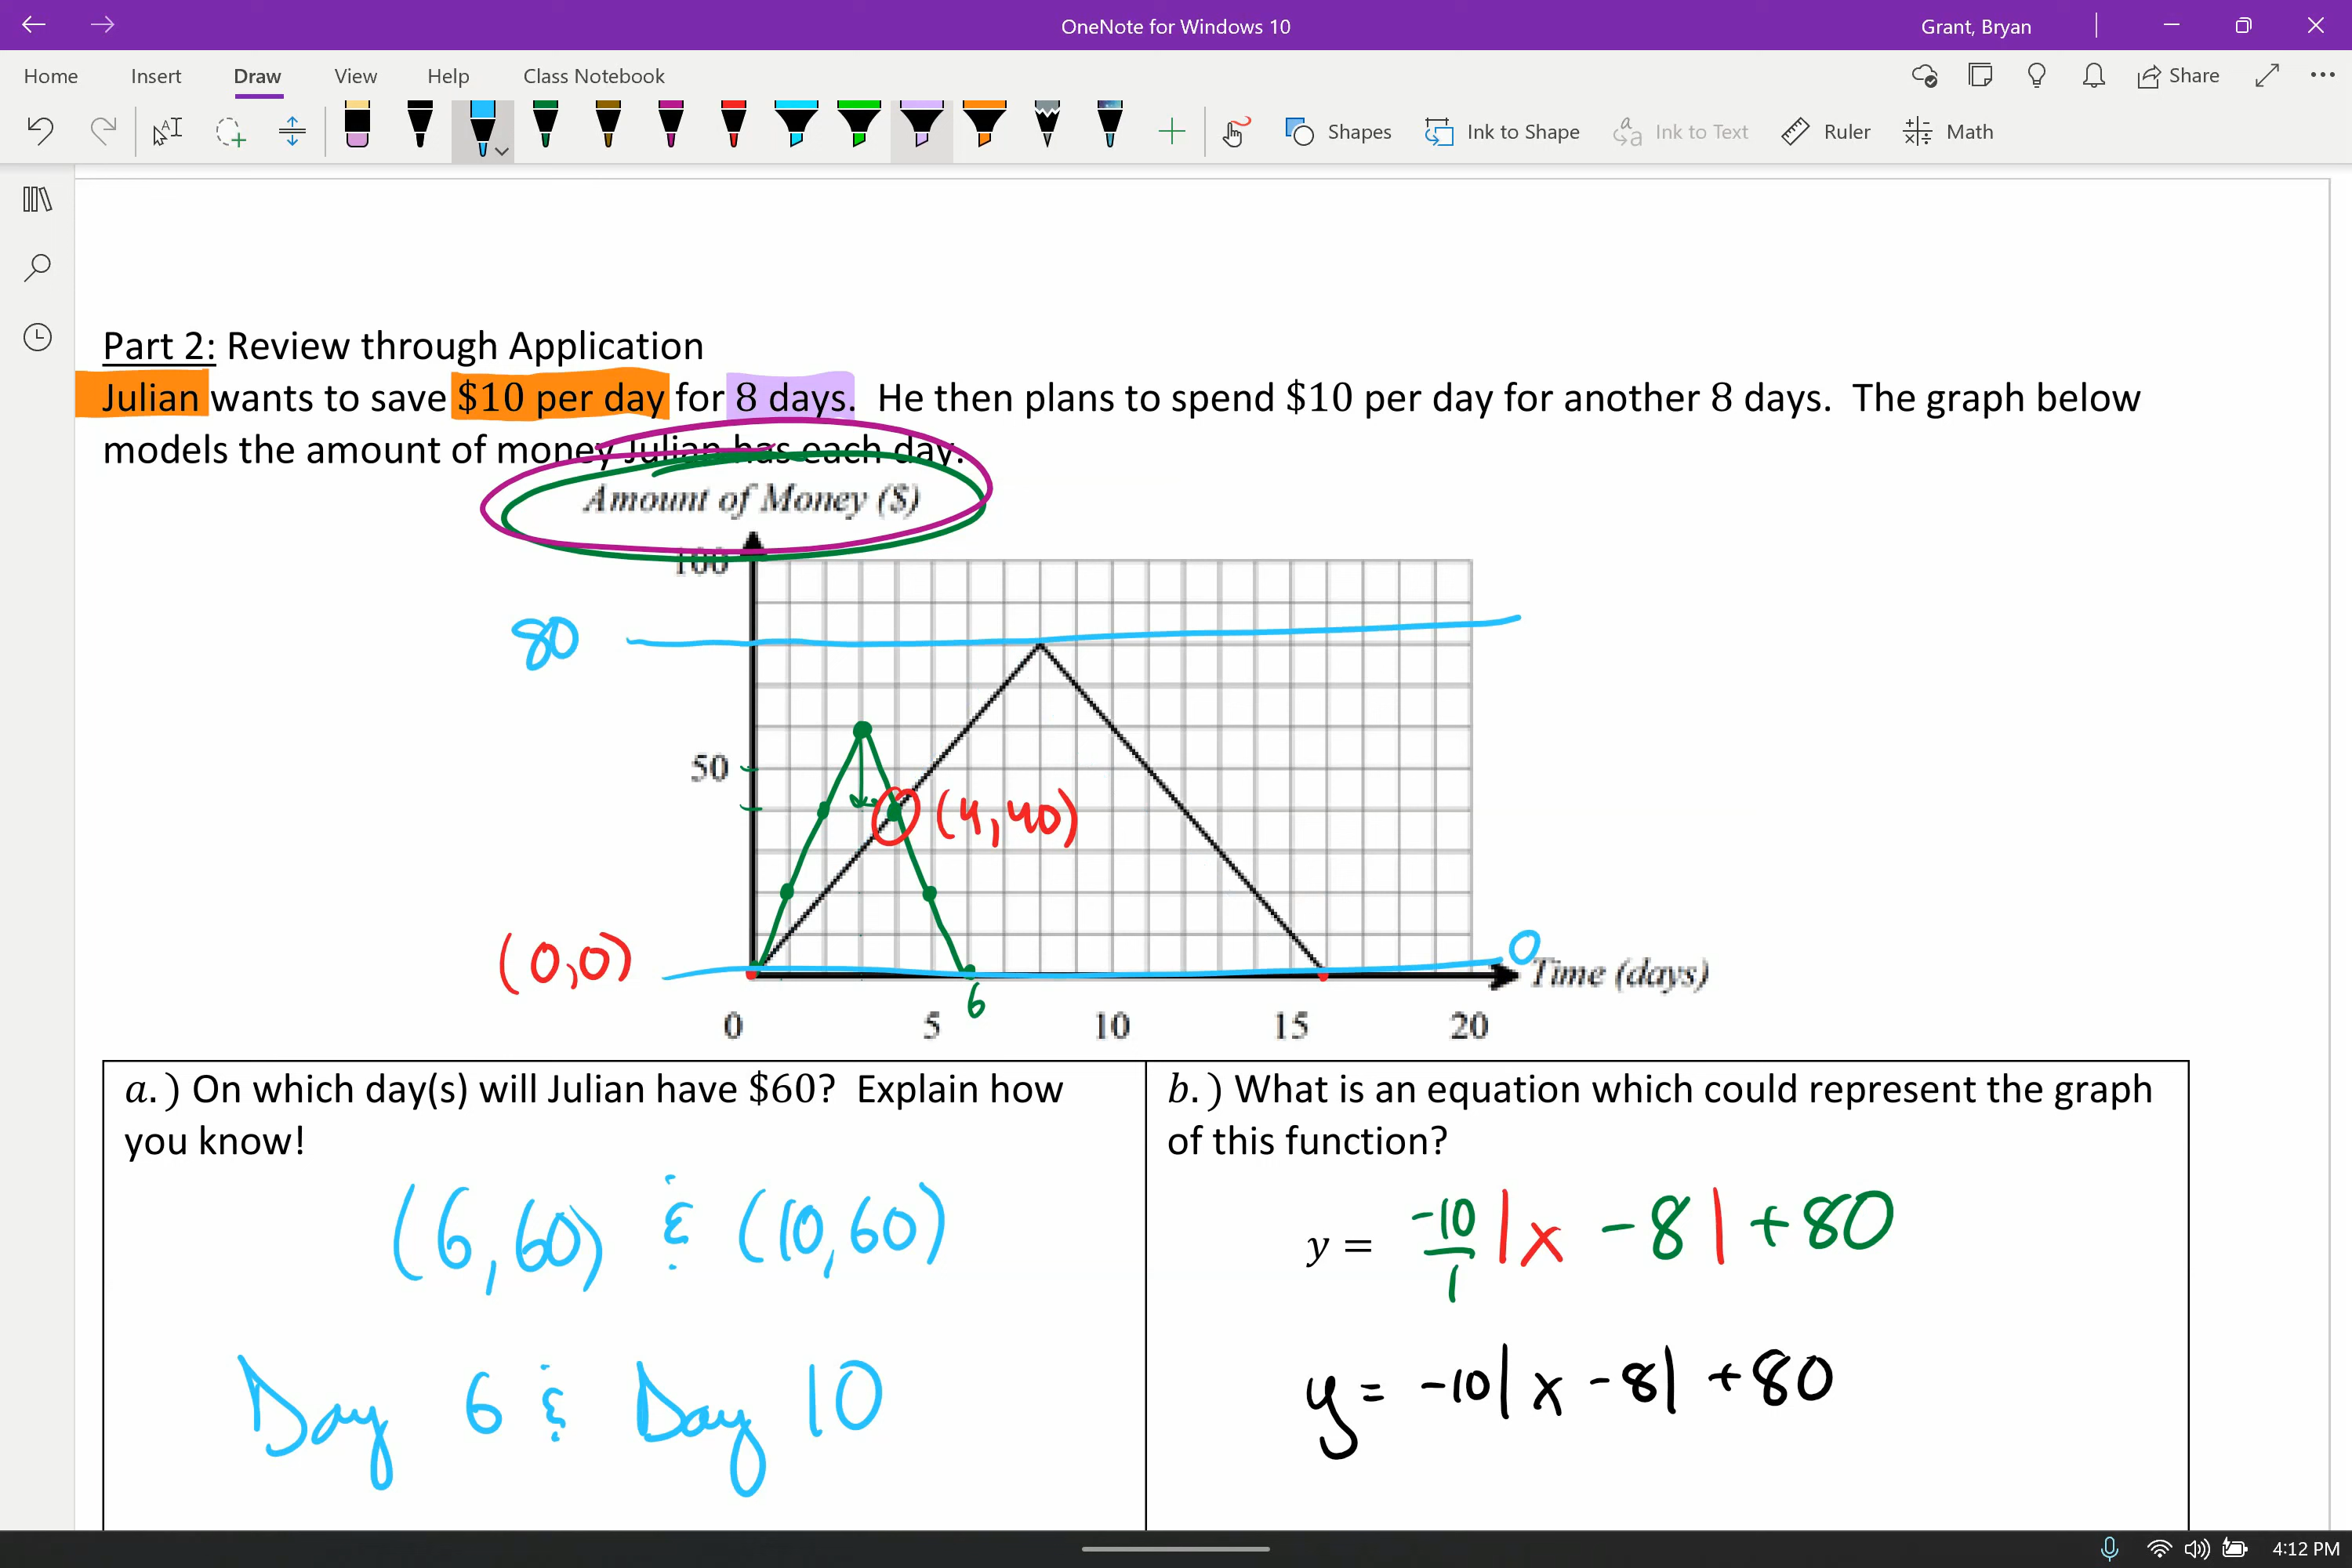 OneNote for Windows 10
Grant, Bryan
Home Insert Draw View Help Class Notebook Share
Shapes Ink to Shape Ink to Text Ruler Math
Part 2: Review through Application
Julian wants to save $10 per day for 8 days. He then plans to spend $10 per day for another 8 days. The graph below
models the amount of money Julian has each day.
Amount of Money ($)
100
80
50
(4,40)
(0,0)
0
Time (days)
6
0 5 10 15 20
a.) On which day(s) will Julian have $60? Explain how
you know!
(6,60) & (10,60)
Day 6 & Day 10
b.) What is an equation which could represent the graph
of this function?
y = -10/1 |x -8| +80
y = -10|x -8| +80
4:12 PM